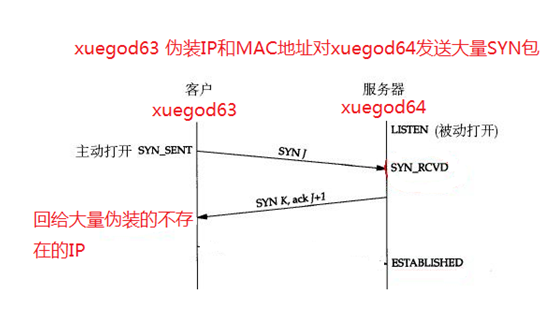 xuegod63 伪装IP和MAC地址对xuegod64发送大量SYN包
客户 服务器
xuegod63 xuegod64
LISTEN (被动打开)
主动打开 SYN_SENT
SYN J
SYN_RCVD
SYN K, ack J+1
回给大量伪装的不存
在的IP
ESTABLISHED